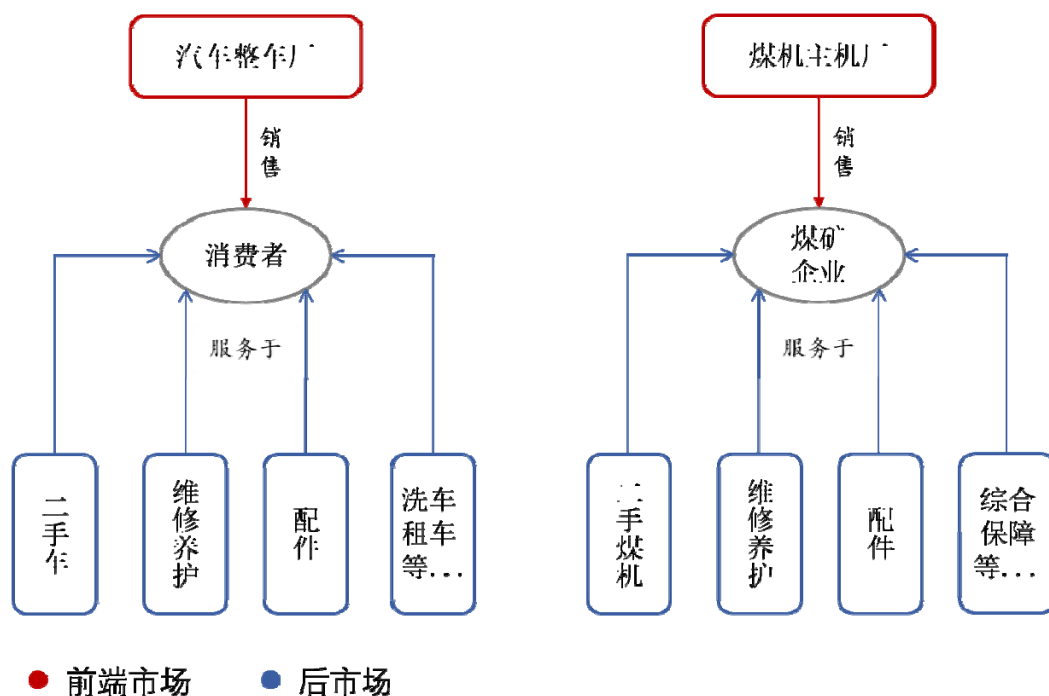 汽车整车厂
煤机主机厂
销
售
销
售
消费者
煤矿
企业
服务于
服务于
二手车
维修养护
配件
洗车
租车
等...
二手煤机
维修养护
配件
综合
保障
等...
前端市场
后市场